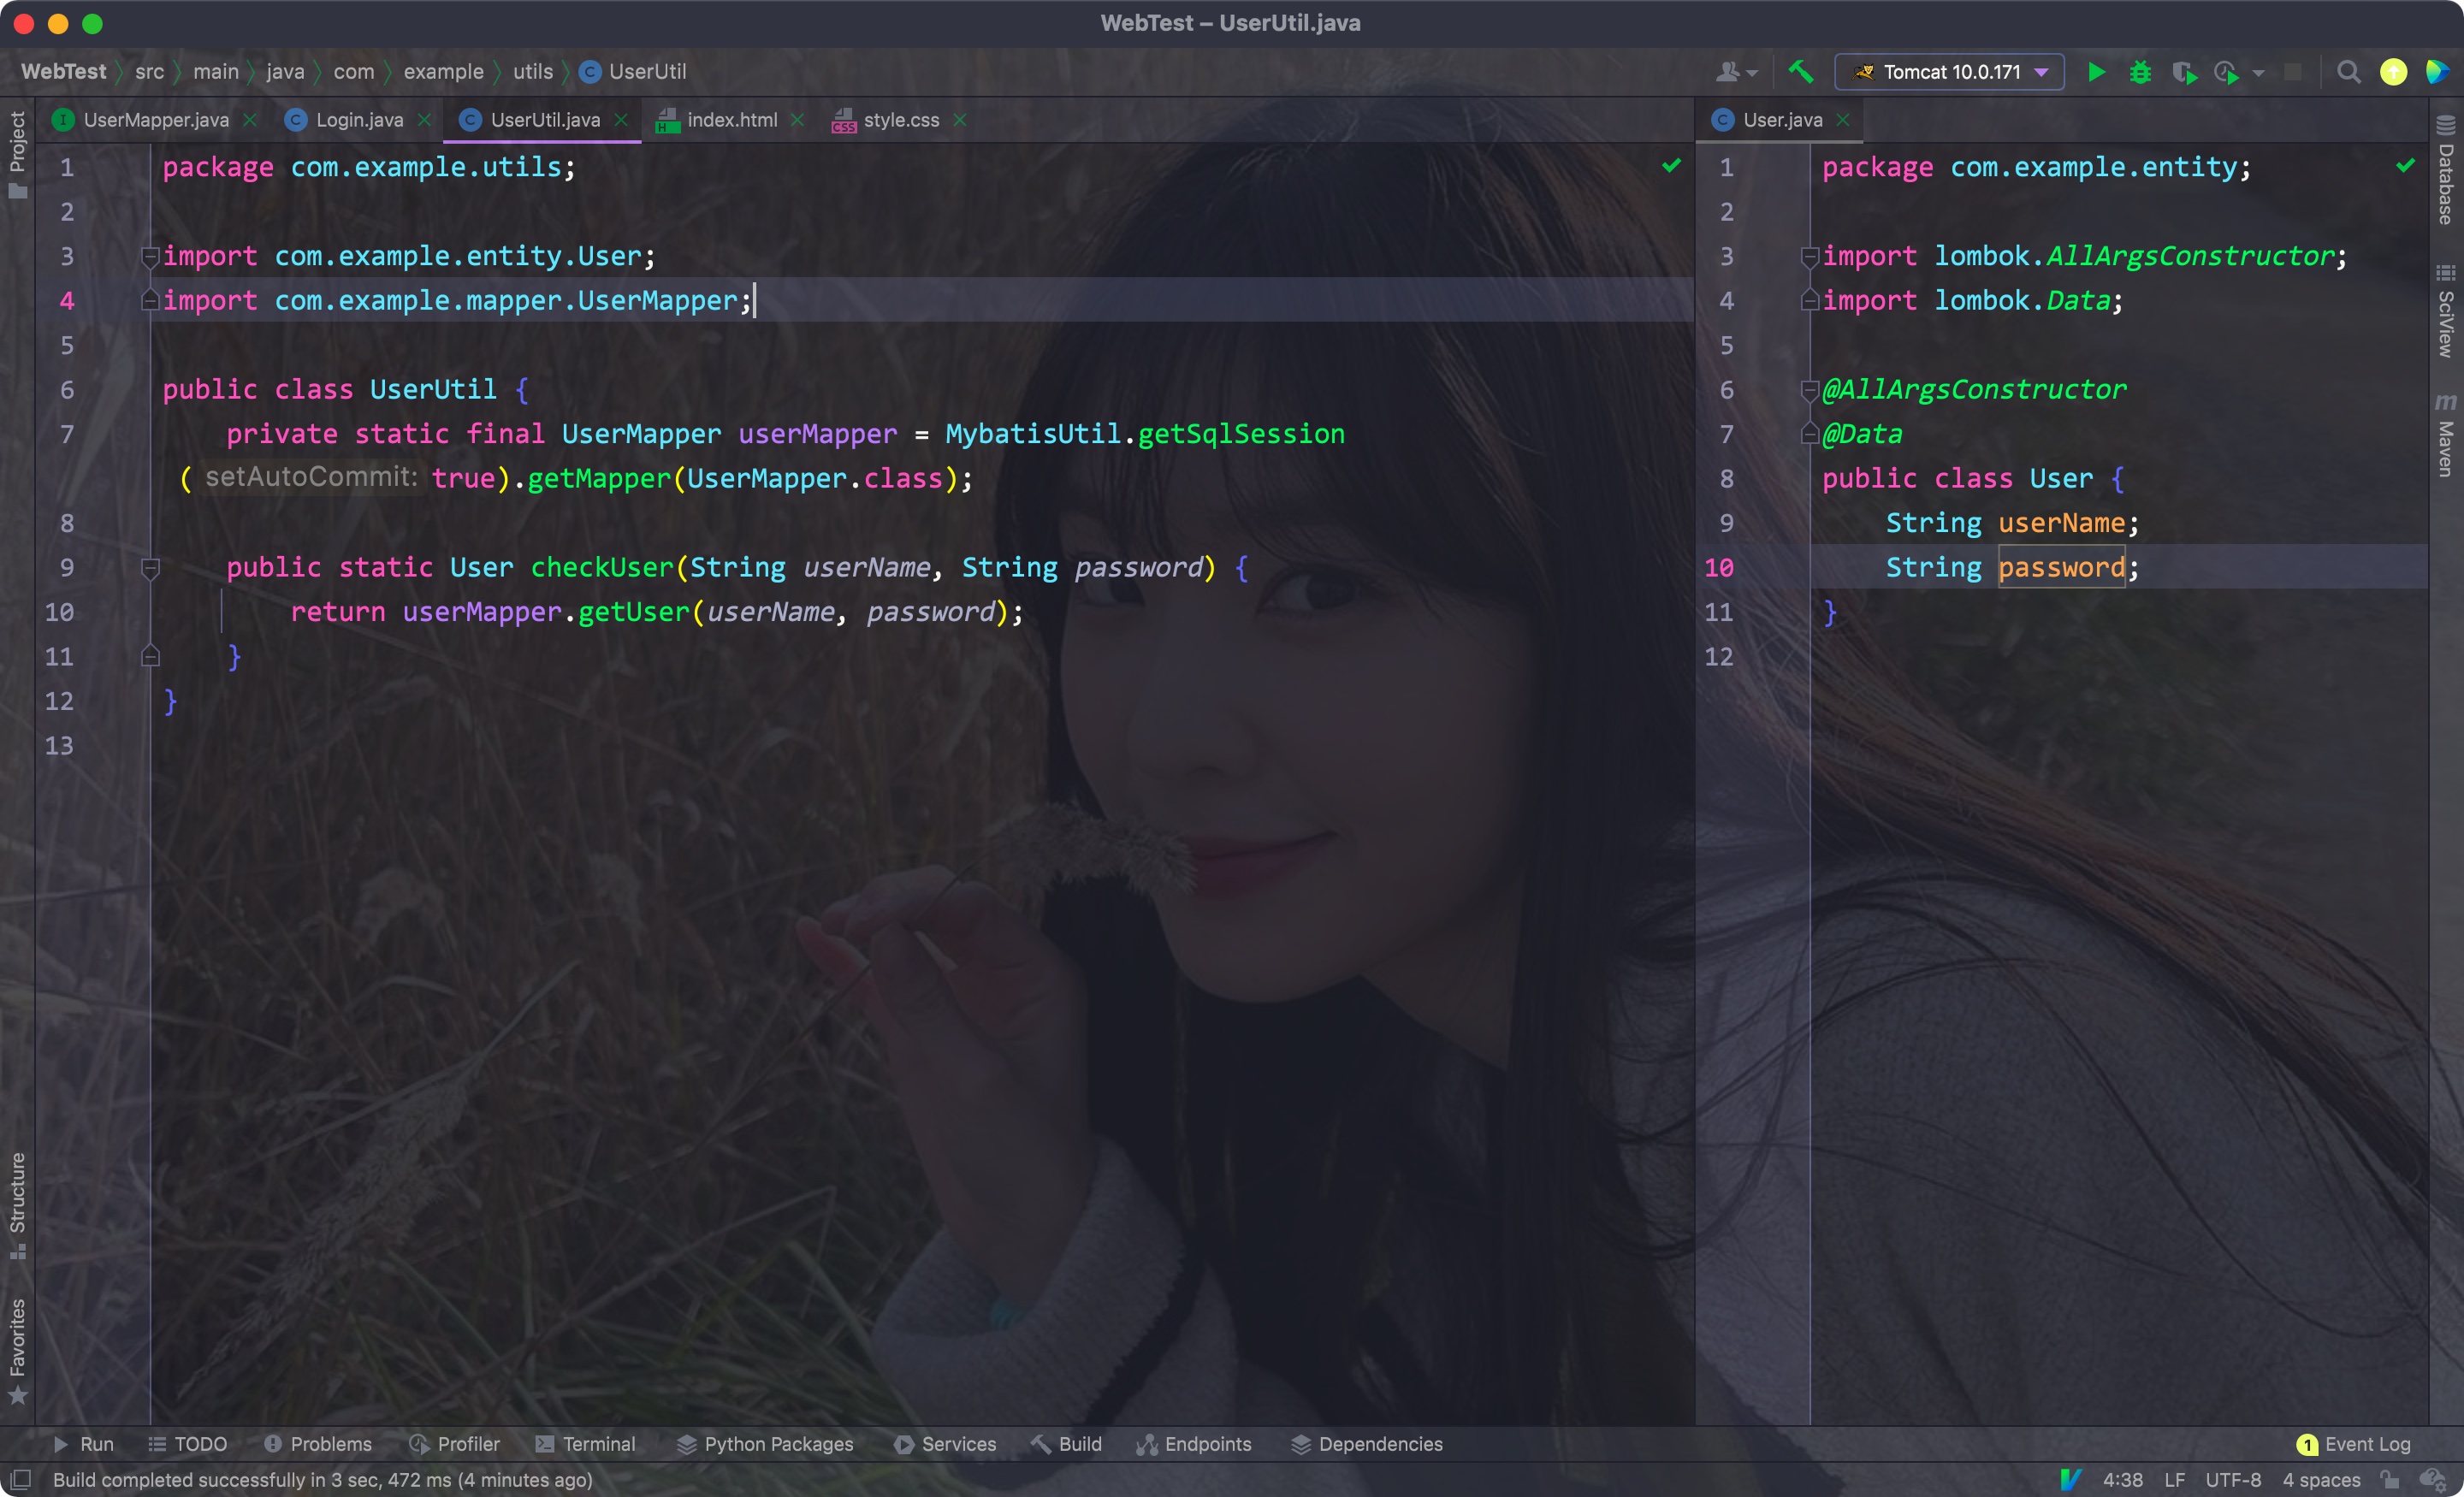 WebTest – UserUtil.java
WebTest src main java com example utils UserUtil
Tomcat 10.0.171
Project
UserMapper.java Login.java UserUtil.java index.html style.css
1 package com.example.utils;
2
3 import com.example.entity.User;
4 import com.example.mapper.UserMapper;
5
6 public class UserUtil {
7 private static final UserMapper userMapper = MybatisUtil.getSqlSession
( setAutoCommit: true).getMapper(UserMapper.class);
8
9 public static User checkUser(String userName, String password) {
10 return userMapper.getUser(userName, password);
11 }
12 }
13
User.java
1 package com.example.entity;
2
3 import lombok.AllArgsConstructor;
4 import lombok.Data;
5
6 @AllArgsConstructor
7 @Data
8 public class User {
9 String userName;
10 String password;
11 }
12
Database
SciView
Maven
Structure
Favorites
Run TODO Problems Profiler Terminal Python Packages Services Build Endpoints Dependencies 1 Event Log
Build completed successfully in 3 sec, 472 ms (4 minutes ago) 4:38 LF UTF-8 4 spaces